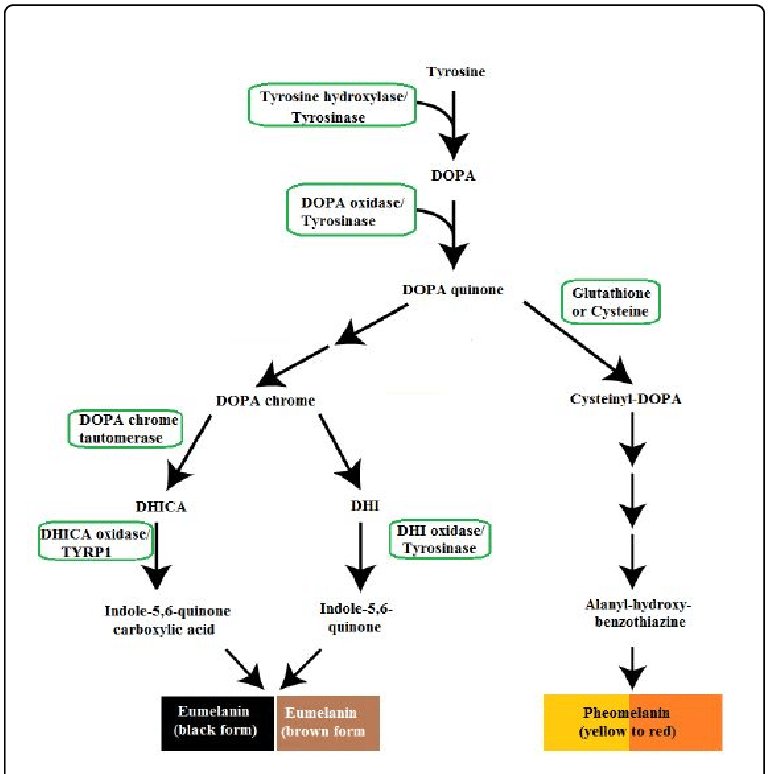 Tyrosine
Tyrosine hydroxylase/
Tyrosinase
DOPA
DOPA oxidase/
Tyrosinase
DOPA quinone
Glutathione
or Cysteine
DOPA chrome
Cysteinyl-DOPA
DOPA chrome
tautomerase
DHICA
DHI
DHICA oxidase/
TYRP1
DHI oxidase/
Tyrosinase
Indole-5,6-quinone
carboxylic acid
Indole-5,6-
quinone
Alanyl-hydroxy-
benzothiazine
Eumelanin
(black form)
Eumelanin
(brown form
Pheomelanin
(yellow to red)